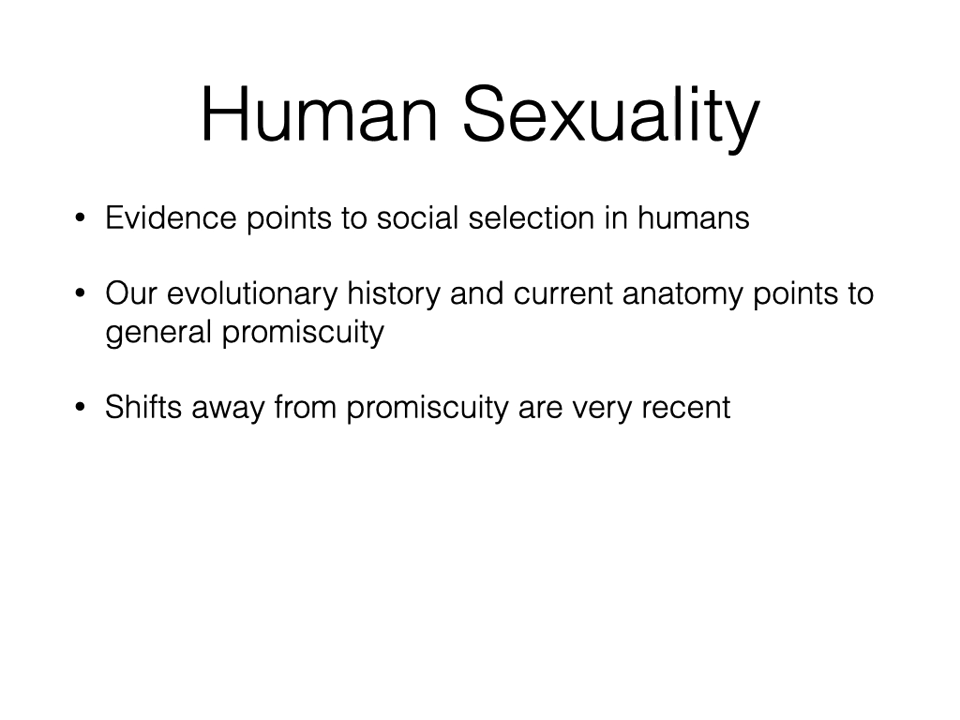 Human Sexuality
• Evidence points to social selection in humans
• Our evolutionary history and current anatomy points to
general promiscuity
• Shifts away from promiscuity are very recent